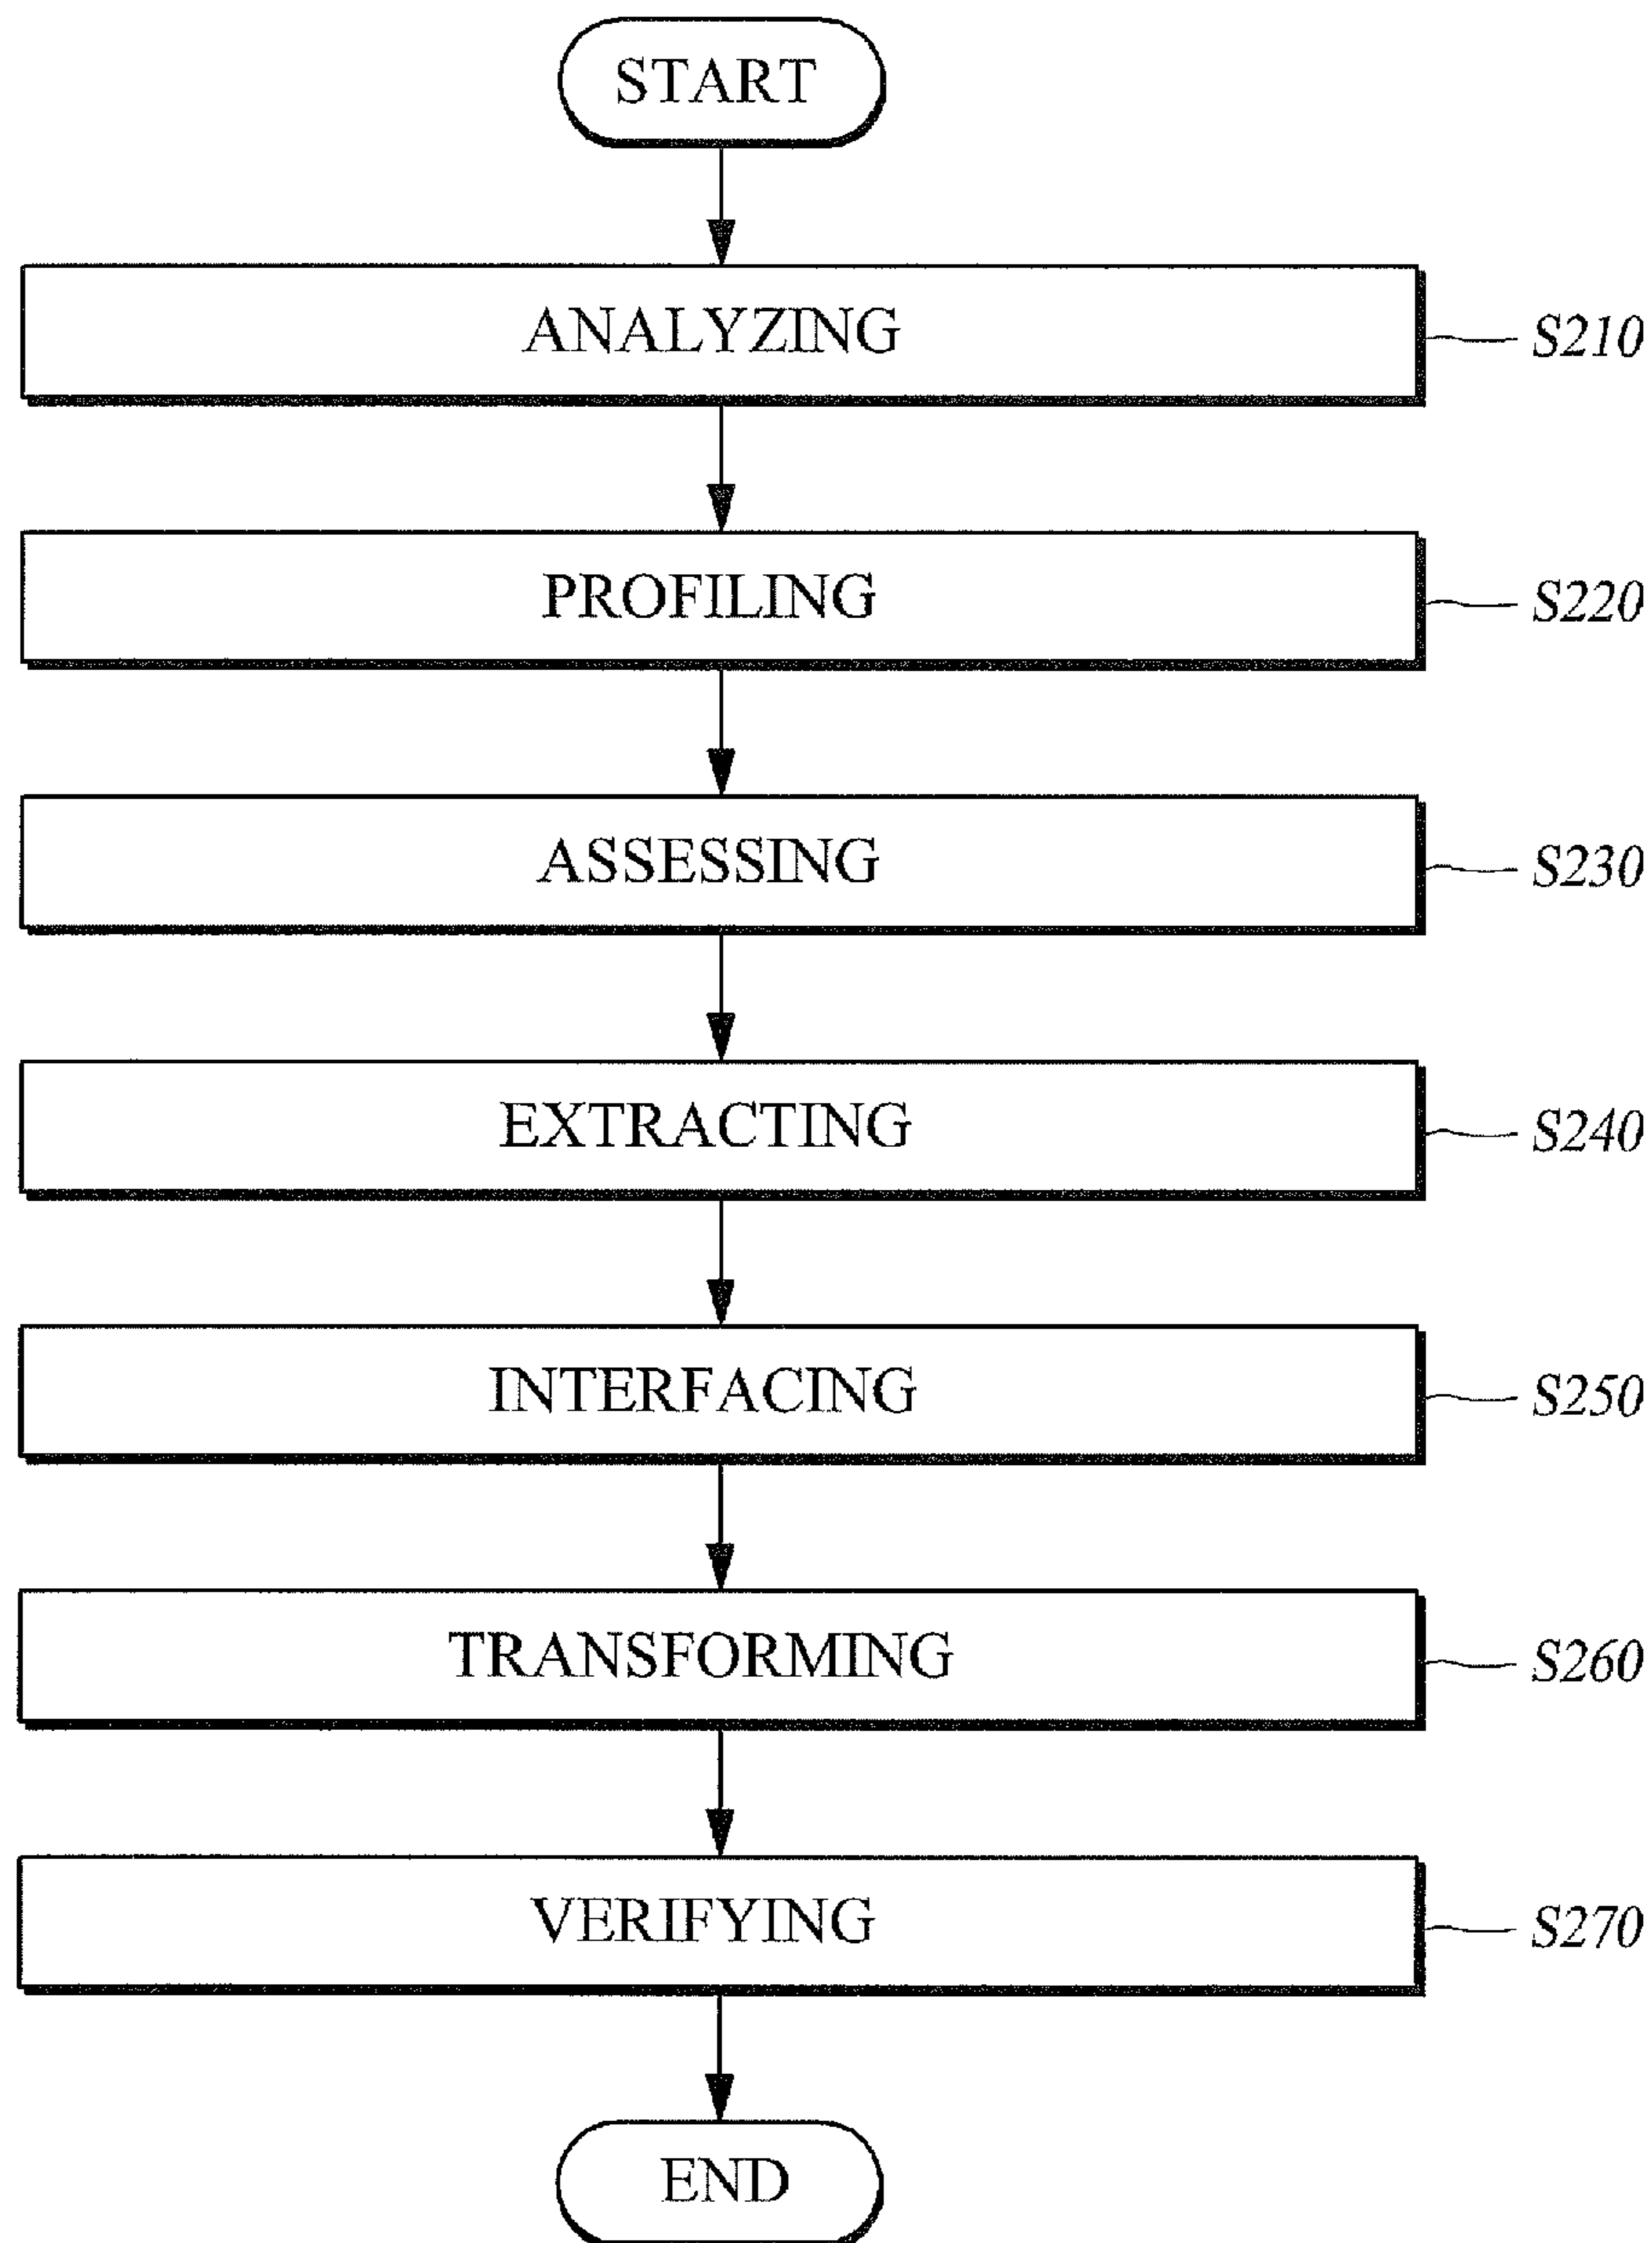 START
ANALYZING S210
PROFILING S220
ASSESSING S230
EXTRACTING S240
INTERFACING S250
TRANSFORMING S260
VERIFYING S270
END